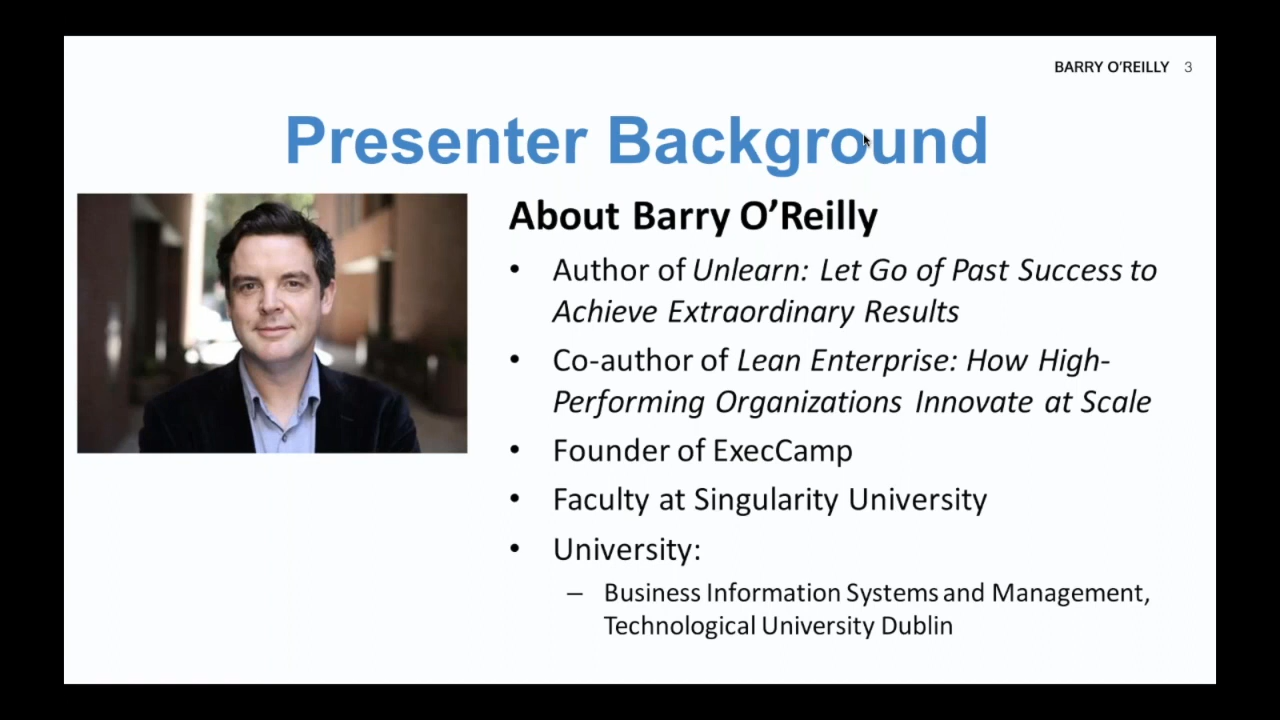 BARRY O’REILLY 3
Presenter Background
About Barry O’Reilly
• Author of Unlearn: Let Go of Past Success to
Achieve Extraordinary Results
• Co-author of Lean Enterprise: How High-
Performing Organizations Innovate at Scale
• Founder of ExecCamp
• Faculty at Singularity University
• University:
– Business Information Systems and Management,
Technological University Dublin